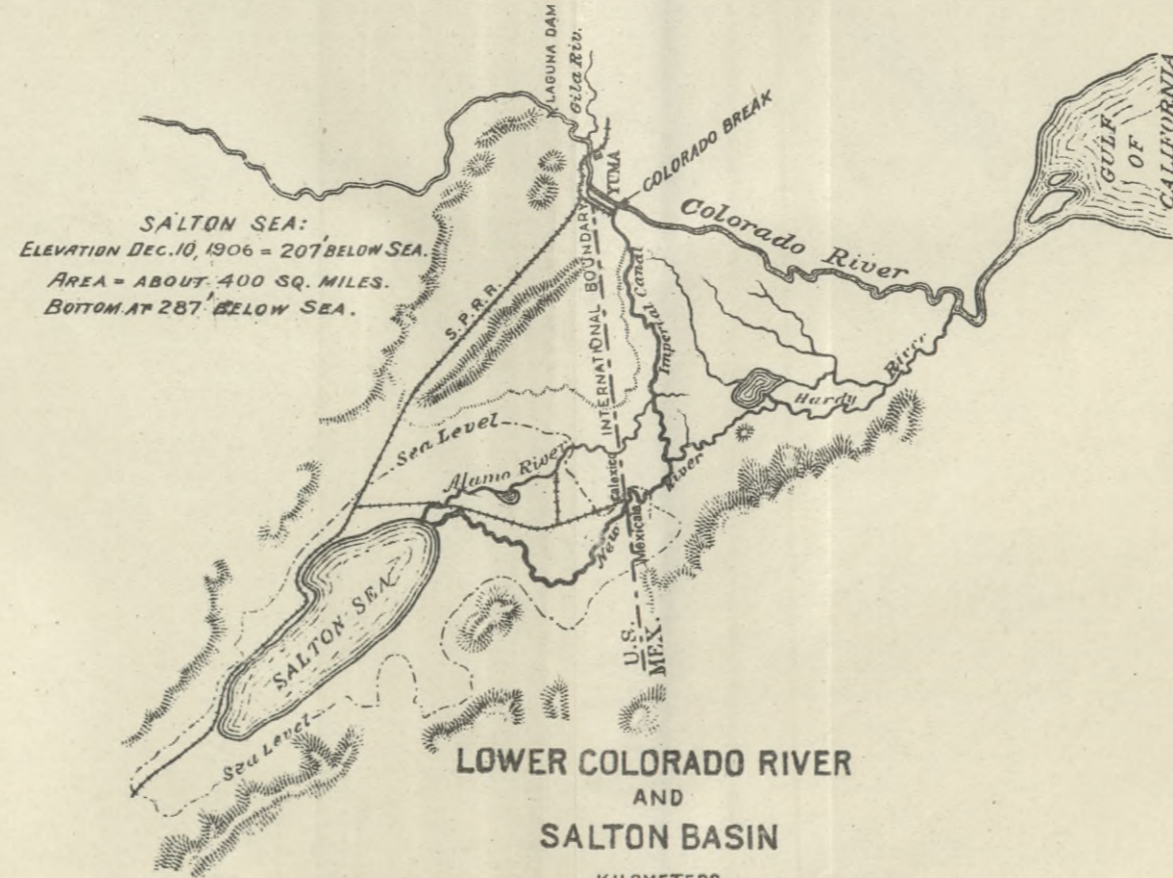 LAGUNA DAM
Gila Riv.
COLORADO BREAK
YUMA
GULF
OF
CALIFORNIA
Colorado River
SALTON SEA:
ELEVATION DEC. 10, 1906 = 207' BELOW SEA.
AREA = ABOUT 400 SQ. MILES.
BOTTOM AT 287' BELOW SEA.
S.P.R.R.
INTERNATIONAL BOUNDARY
Imperial Canal
Hardy River
Sea Level
Alamo River
Calexico
Mexicala
New River
SALTON SEA
U.S.
MEX.
Sea Level
LOWER COLORADO RIVER
AND
SALTON BASIN
KILOMETERS